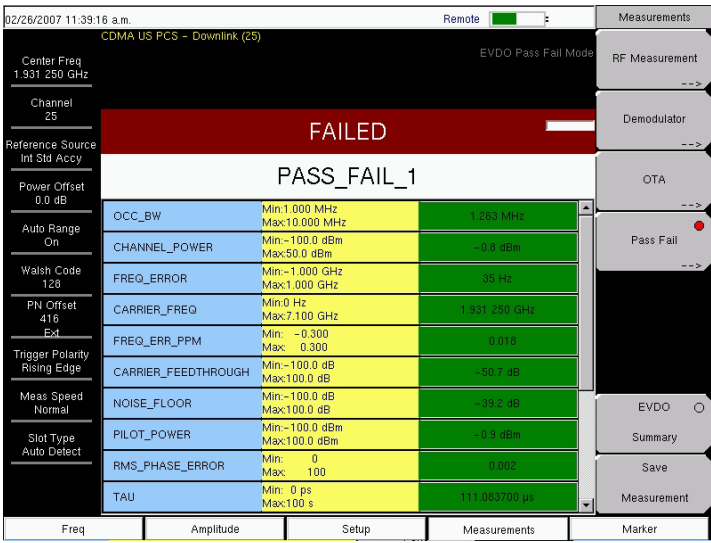 02/26/2007 11:39:16 a.m.
Remote
Measurements
CDMA US PCS - Downlink (25)
EVDO Pass Fail Mode
Center Freq
1.931 250 GHz
Channel
25
Reference Source
Int Std Accy
Power Offset
0.0 dB
Auto Range
On
Walsh Code
128
PN Offset
416
Ext
Trigger Polarity
Rising Edge
Meas Speed
Normal
Slot Type
Auto Detect
FAILED
PASS_FAIL_1
OCC_BW Min:1.000 MHz 1.263 MHz
Max:10.000 MHz
CHANNEL_POWER Min:-100.0 dBm -0.8 dBm
Max:50.0 dBm
FREQ_ERROR Min:-1.000 GHz 35 Hz
Max:1.000 GHz
CARRIER_FREQ Min:0 Hz 1.931 250 GHz
Max:7.100 GHz
FREQ_ERR_PPM Min: -0.300 0.018
Max: 0.300
CARRIER_FEEDTHROUGH Min:-100.0 dB -50.7 dB
Max:100.0 dB
NOISE_FLOOR Min:-100.0 dB -39.2 dB
Max:100.0 dB
PILOT_POWER Min:-100.0 dBm -0.9 dBm
Max:100.0 dBm
RMS_PHASE_ERROR Min: 0 0.002
Max: 100
TAU Min: 0 ps 111.083700 µs
Max:100 s
RF Measurement
-->
Demodulator
-->
OTA
-->
Pass Fail
-->
EVDO
Summary
Save
Measurement
Freq
Amplitude
Setup
Measurements
Marker